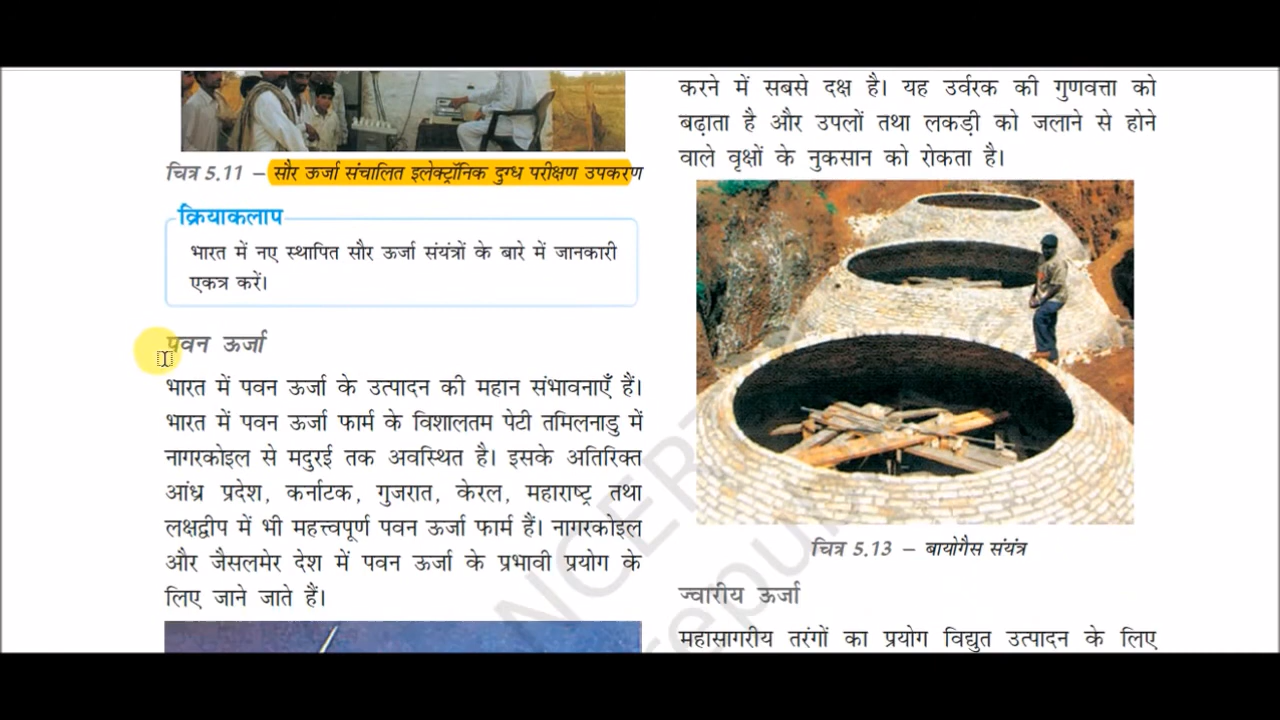 चित्र 5.11 – सौर ऊर्जा संचालित इलेक्ट्रॉनिक दुग्ध परीक्षण उपकरण
क्रियाकलाप
भारत में नए स्थापित सौर ऊर्जा संयंत्रों के बारे में जानकारी
एकत्र करें।
पवन ऊर्जा
भारत में पवन ऊर्जा के उत्पादन की महान संभावनाएँ हैं।
भारत में पवन ऊर्जा फार्म के विशालतम पेटी तमिलनाडु में
नागरकोइल से मदुरई तक अवस्थित है। इसके अतिरिक्त
आंध्र प्रदेश, कर्नाटक, गुजरात, केरल, महाराष्ट्र तथा
लक्षद्वीप में भी महत्त्वपूर्ण पवन ऊर्जा फार्म हैं। नागरकोइल
और जैसलमेर देश में पवन ऊर्जा के प्रभावी प्रयोग के
लिए जाने जाते हैं।
करने में सबसे दक्ष है। यह उर्वरक की गुणवत्ता को
बढ़ाता है और उपलों तथा लकड़ी को जलाने से होने
वाले वृक्षों के नुकसान को रोकता है।
चित्र 5.13 – बायोगैस संयंत्र
ज्वारीय ऊर्जा
महासागरीय तरंगों का प्रयोग विद्युत उत्पादन के लिए
NCERT